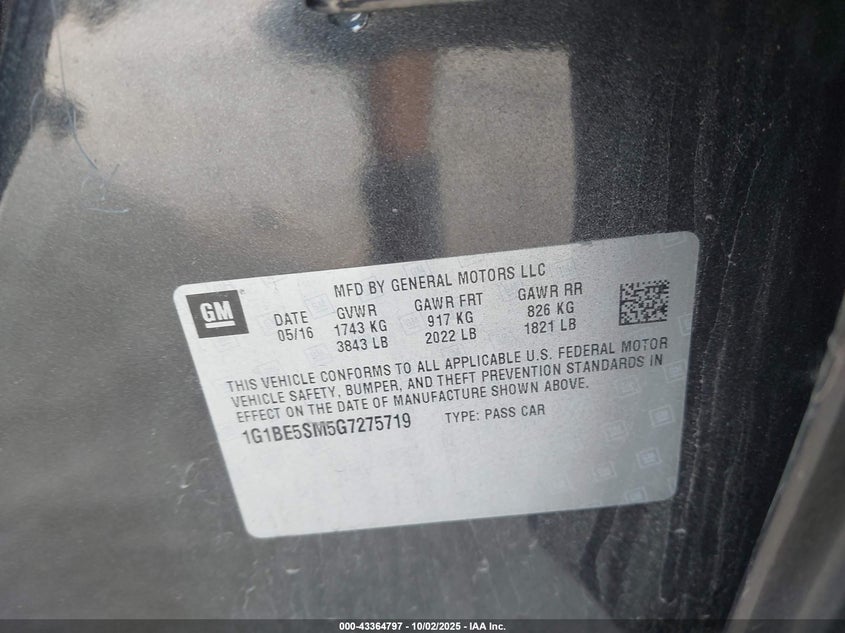 GM
MFD BY GENERAL MOTORS LLC
DATE GVWR GAWR FRT GAWR RR
05/16 1743 KG 917 KG 826 KG
3843 LB 2022 LB 1821 LB
THIS VEHICLE CONFORMS TO ALL APPLICABLE U.S. FEDERAL MOTOR
VEHICLE SAFETY, BUMPER, AND THEFT PREVENTION STANDARDS IN
EFFECT ON THE DATE OF MANUFACTURE SHOWN ABOVE.
1G1BE5SM5G7275719 TYPE: PASS CAR
000-43364797 - 10/02/2025 - IAA Inc.